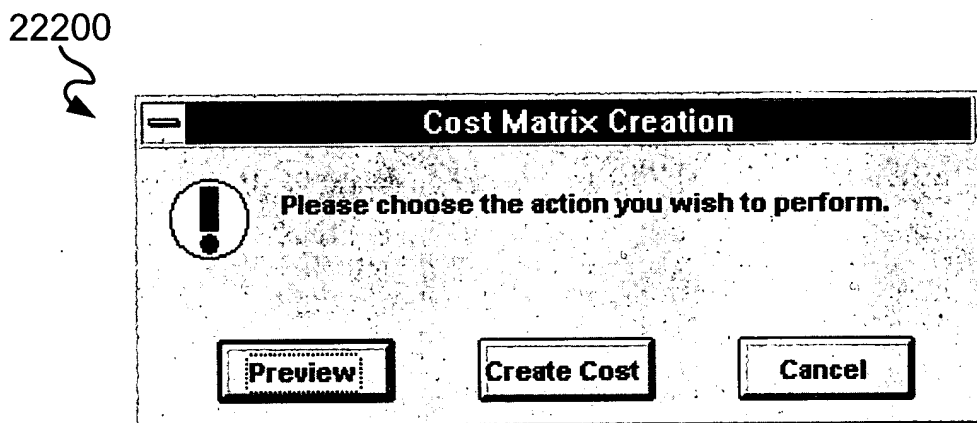 22200
Cost Matrix Creation
Please choose the action you wish to perform.
Preview Create Cost Cancel